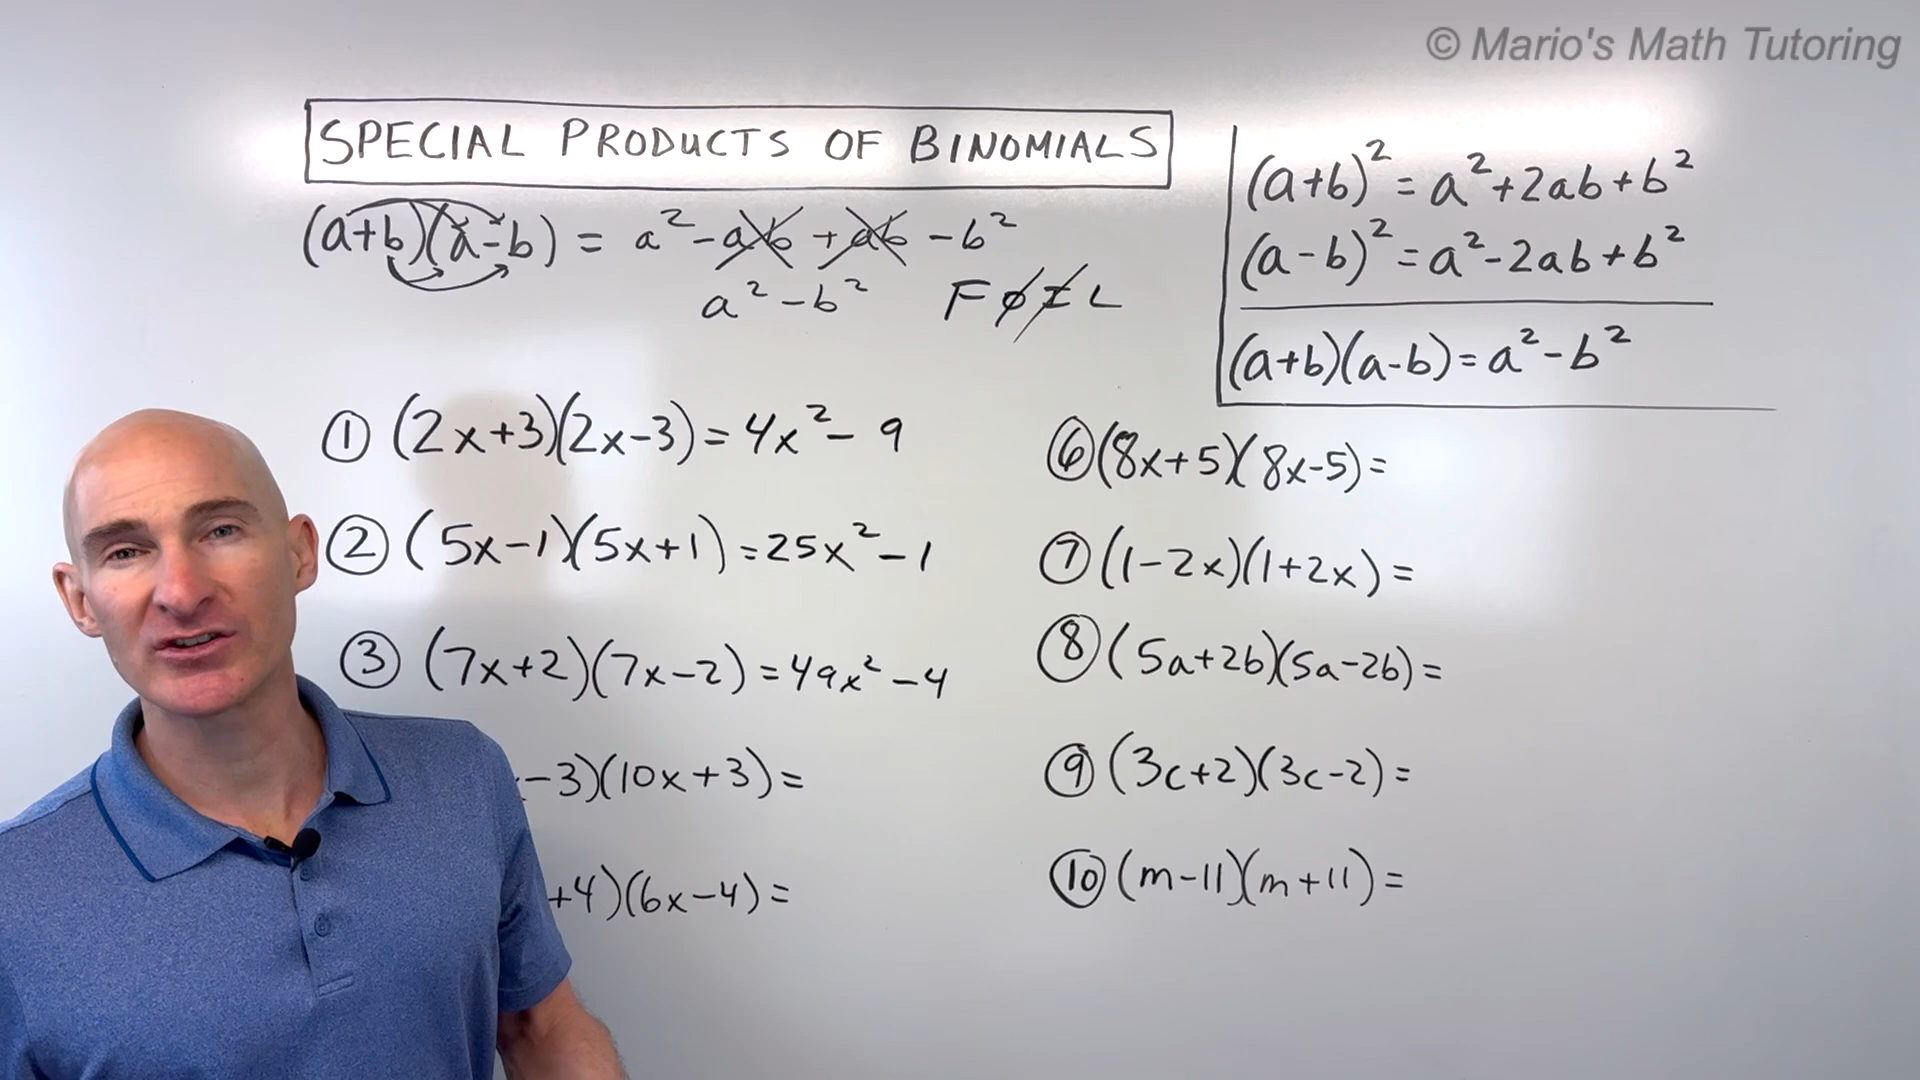 © Mario's Math Tutoring
SPECIAL PRODUCTS OF BINOMIALS
(a+b)(a-b) = a² - ab + ab - b²
a² - b² FOIL
(a+b)² = a² + 2ab + b²
(a-b)² = a² - 2ab + b²
(a+b)(a-b) = a² - b²
① (2x+3)(2x-3) = 4x² - 9
② (5x-1)(5x+1) = 25x² - 1
③ (7x+2)(7x-2) = 49x² - 4
-3)(10x+3) =
+4)(6x-4) =
⑥ (8x+5)(8x-5) =
⑦ (1-2x)(1+2x) =
⑧ (5a+2b)(5a-2b) =
⑨ (3c+2)(3c-2) =
⑩ (m-11)(m+11) =